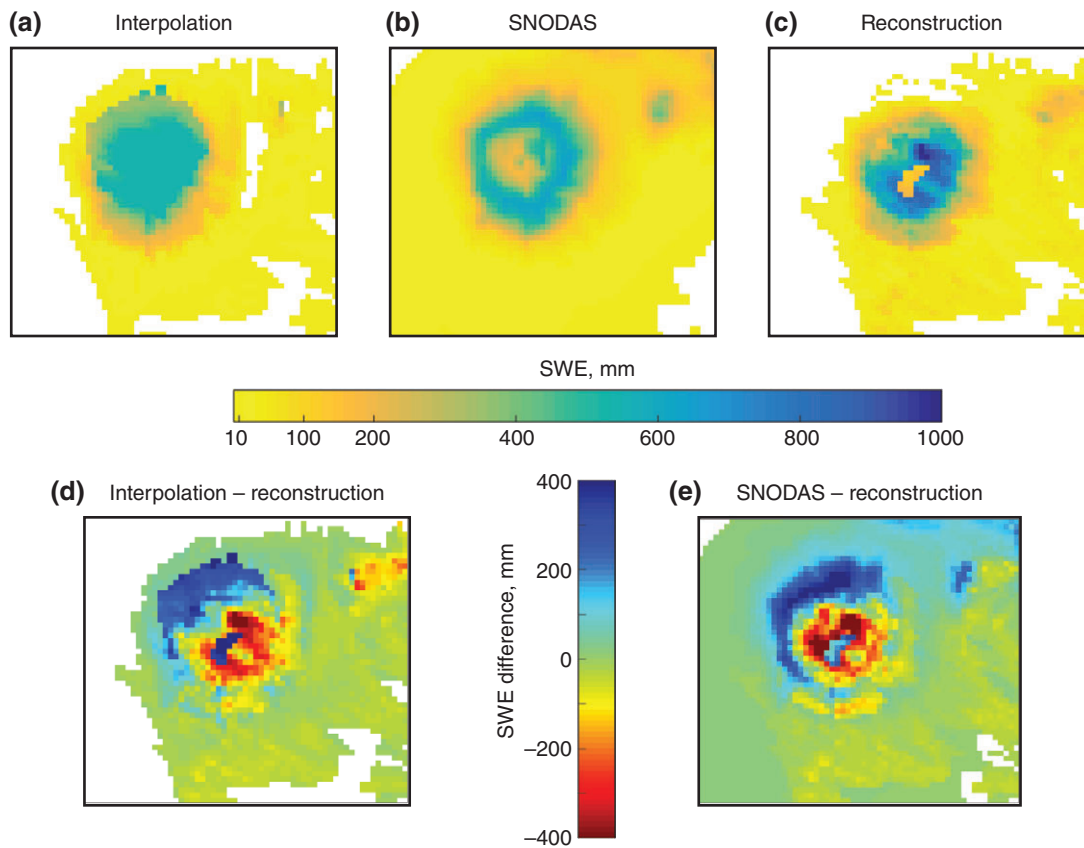 (a) Interpolation
(b) SNODAS
(c) Reconstruction
SWE, mm
10 100 200 400 600 800 1000
(d) Interpolation – reconstruction
(e) SNODAS – reconstruction
SWE difference, mm
400
200
0
–200
–400